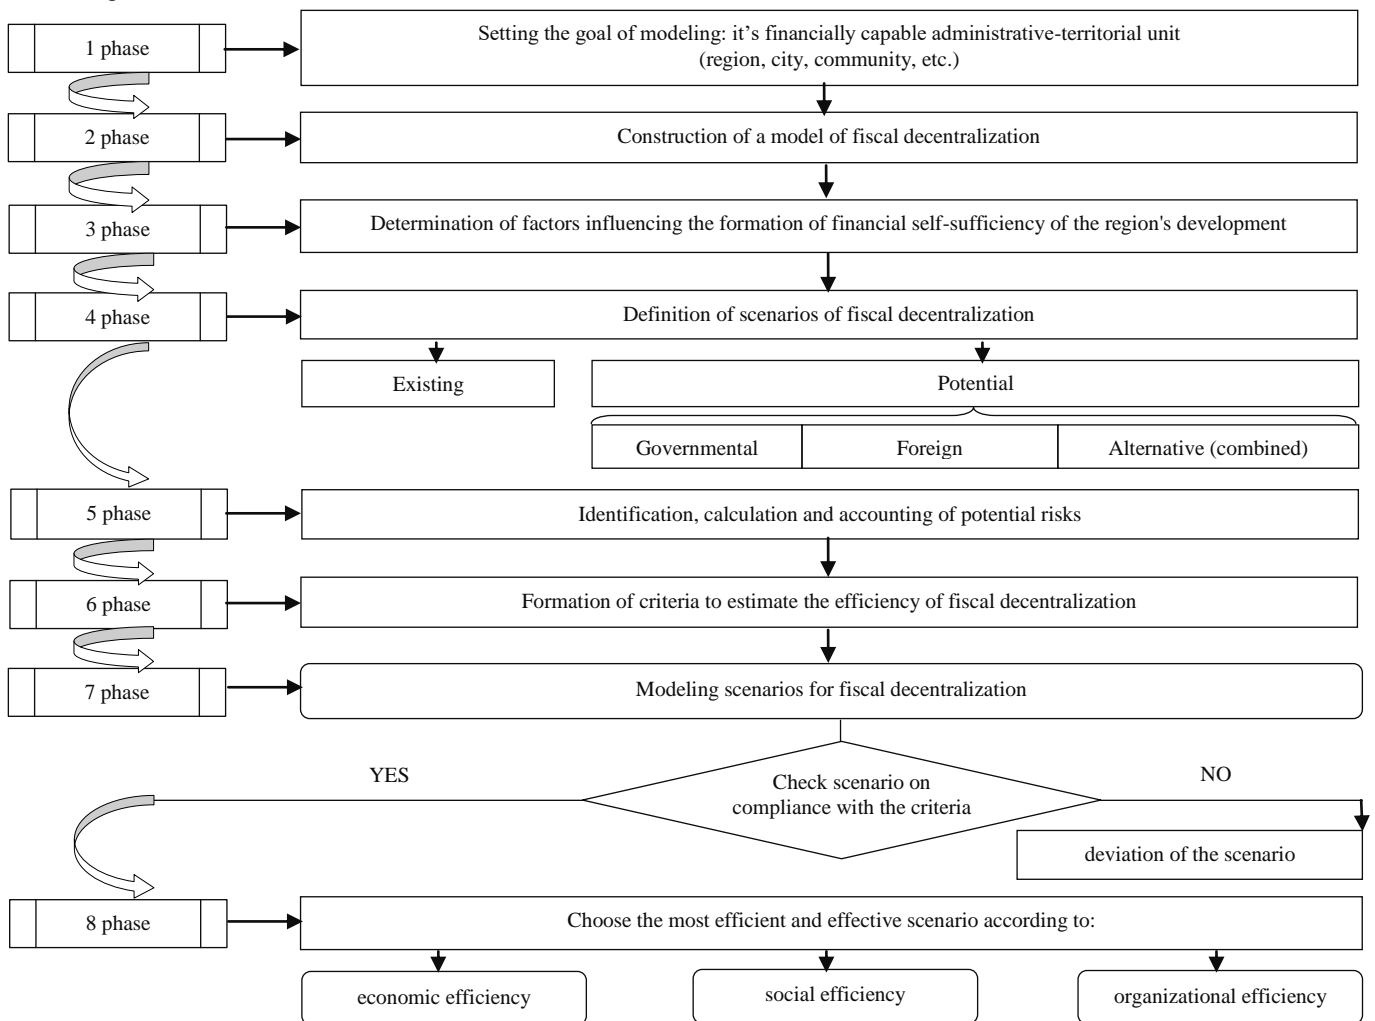 1 phase
Setting the goal of modeling: it's financially capable administrative-territorial unit
(region, city, community, etc.)
2 phase
Construction of a model of fiscal decentralization
3 phase
Determination of factors influencing the formation of financial self-sufficiency of the region's development
4 phase
Definition of scenarios of fiscal decentralization
Existing
Potential
Governmental
Foreign
Alternative (combined)
5 phase
Identification, calculation and accounting of potential risks
6 phase
Formation of criteria to estimate the efficiency of fiscal decentralization
7 phase
Modeling scenarios for fiscal decentralization
YES
Check scenario on
compliance with the criteria
NO
deviation of the scenario
8 phase
Choose the most efficient and effective scenario according to:
economic efficiency
social efficiency
organizational efficiency